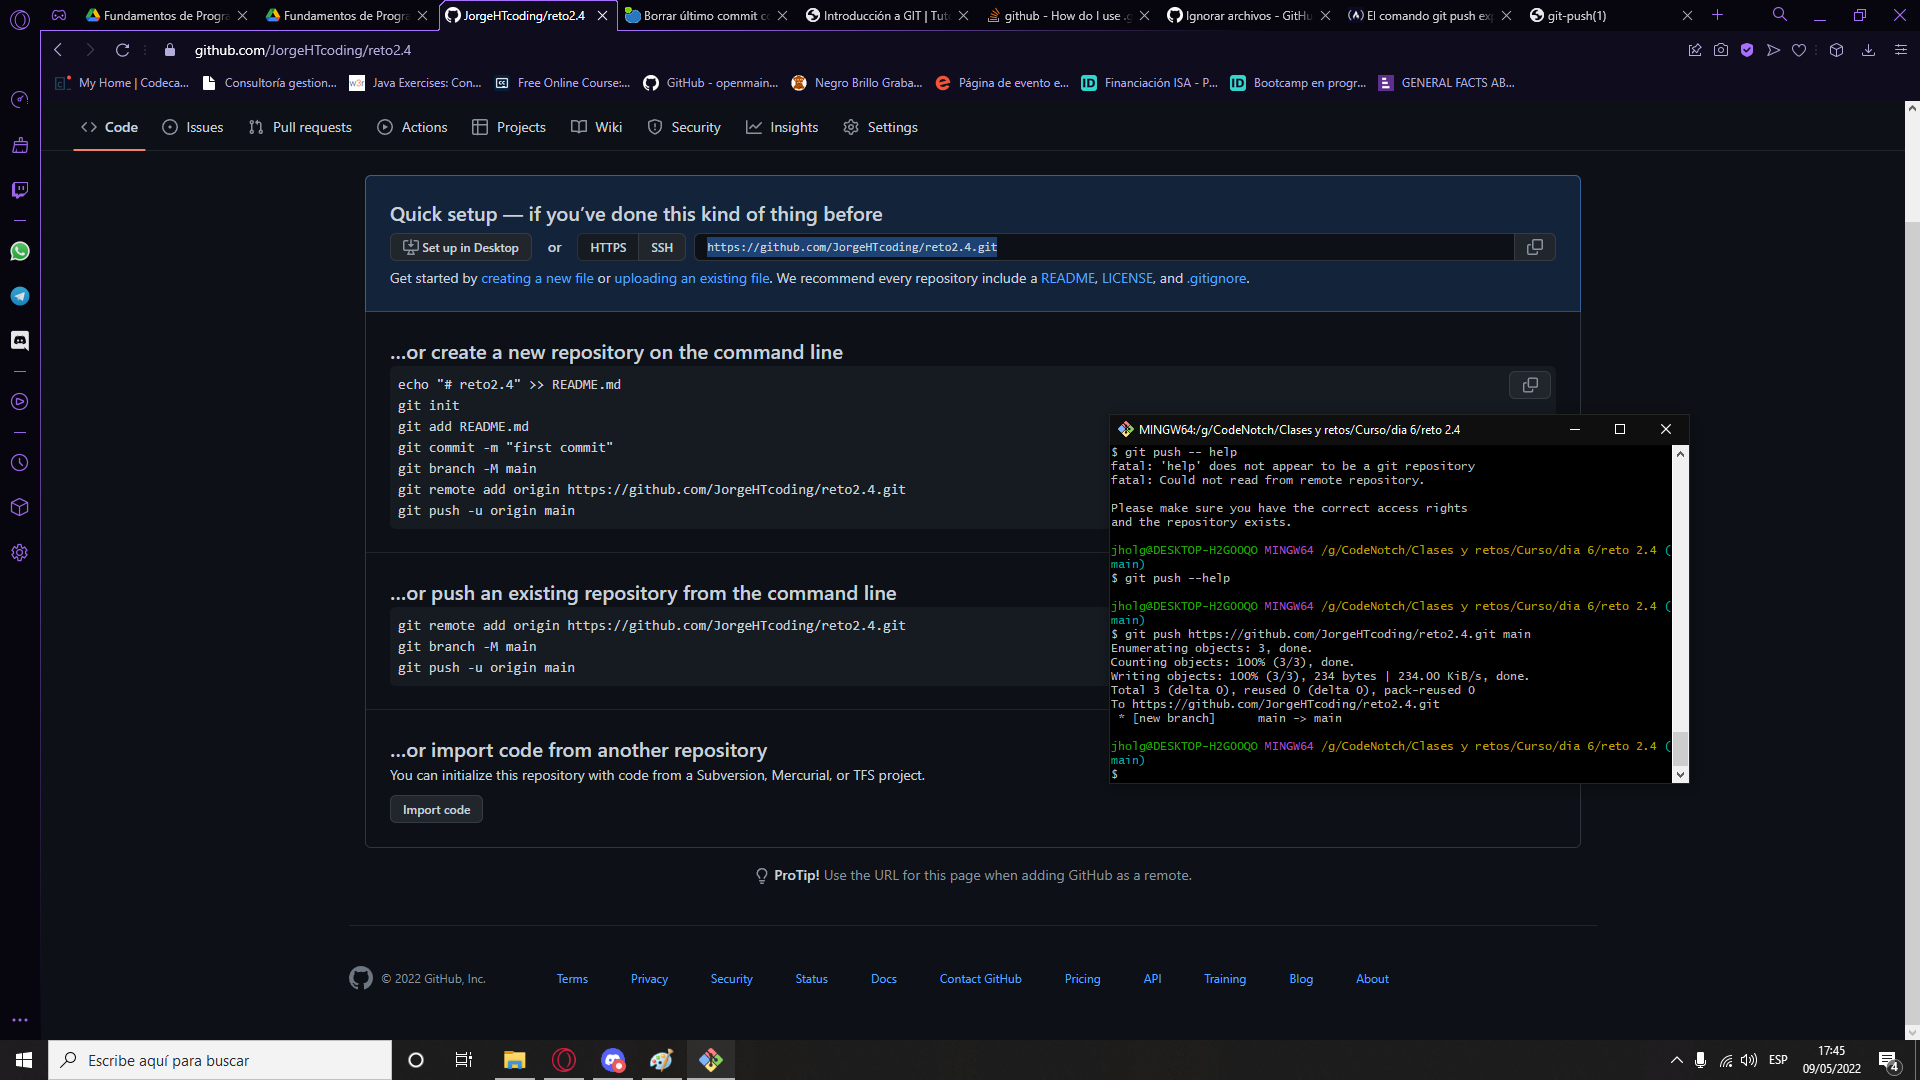 Fundamentos de Progra
Fundamentos de Progra
JorgeHTcoding/reto2.4
Borrar último commit c
Introducción a GIT | Tut
github - How do I use .g
Ignorar archivos - GitHu
El comando git push exp
git-push(1)
github.com/JorgeHTcoding/reto2.4
My Home | Codeca...
Consultoría gestion...
Java Exercises: Con...
Free Online Course:...
GitHub - openmain...
Negro Brillo Graba...
Página de evento e...
Financiación ISA - P...
Bootcamp en progr...
GENERAL FACTS AB...
Code
Issues
Pull requests
Actions
Projects
Wiki
Security
Insights
Settings
Quick setup — if you’ve done this kind of thing before
Set up in Desktop
or
HTTPS
SSH
https://github.com/JorgeHTcoding/reto2.4.git
Get started by creating a new file or uploading an existing file. We recommend every repository include a README, LICENSE, and .gitignore.
…or create a new repository on the command line
echo "# reto2.4" >> README.md
git init
git add README.md
git commit -m "first commit"
git branch -M main
git remote add origin https://github.com/JorgeHTcoding/reto2.4.git
git push -u origin main
…or push an existing repository from the command line
git remote add origin https://github.com/JorgeHTcoding/reto2.4.git
git branch -M main
git push -u origin main
…or import code from another repository
You can initialize this repository with code from a Subversion, Mercurial, or TFS project.
Import code
MINGW64:/g/CodeNotch/Clases y retos/Curso/dia 6/reto 2.4
$ git push -- help
fatal: 'help' does not appear to be a git repository
fatal: Could not read from remote repository.
Please make sure you have the correct access rights
and the repository exists.
jholg@DESKTOP-H2GOOQO MINGW64 /g/CodeNotch/Clases y retos/Curso/dia 6/reto 2.4 (
main)
$ git push --help
jholg@DESKTOP-H2GOOQO MINGW64 /g/CodeNotch/Clases y retos/Curso/dia 6/reto 2.4 (
main)
$ git push https://github.com/JorgeHTcoding/reto2.4.git main
Enumerating objects: 3, done.
Counting objects: 100% (3/3), done.
Writing objects: 100% (3/3), 234 bytes | 234.00 KiB/s, done.
Total 3 (delta 0), reused 0 (delta 0), pack-reused 0
To https://github.com/JorgeHTcoding/reto2.4.git
 * [new branch]      main -> main
jholg@DESKTOP-H2GOOQO MINGW64 /g/CodeNotch/Clases y retos/Curso/dia 6/reto 2.4 (
main)
$
ProTip! Use the URL for this page when adding GitHub as a remote.
© 2022 GitHub, Inc.
Terms
Privacy
Security
Status
Docs
Contact GitHub
Pricing
API
Training
Blog
About
Escribe aquí para buscar
ESP
17:45
09/05/2022
4